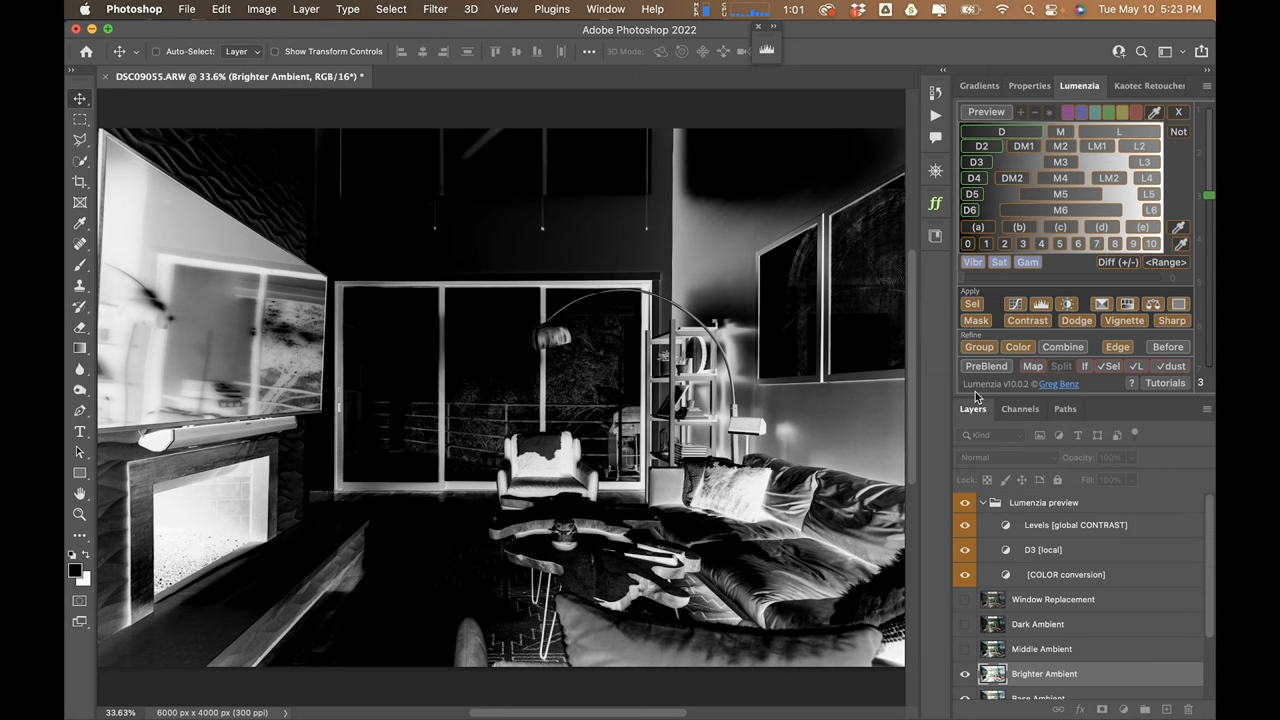 Photoshop File Edit Image Layer Type Select Filter 3D View Plugins Window Help 1:01 Tue May 10 5:23 PM
Adobe Photoshop 2022
Auto-Select: Layer Show Transform Controls 3D Mode:
DSC09055.ARW @ 33.6% (Brighter Ambient, RGB/16*) *
Gradients Properties Lumenzia Kaotec Retoucher
Preview + − * X
D M L Not
D2 DM1 M2 LM1 L2
D3 M3 L3
D4 DM2 M4 LM2 L4
D5 M5 L5
D6 M6 L6
(a) (b) (c) (d) (e)
0 1 2 3 4 5 6 7 8 9 10
Vibr Sat Gam Diff (+/-) <Range>
Apply
Sel
Mask Contrast Dodge Vignette Sharp
Refine
Group Color Combine Edge Before
PreBlend Map Split If ✓Sel ✓L ✓dust
Lumenzia v10.0.2 © Greg Benz ? Tutorials 3
Layers Channels Paths
Kind
Normal Opacity: 100%
Lock: Fill: 100%
Lumenzia preview
Levels [global CONTRAST]
D3 [local]
[COLOR conversion]
Window Replacement
Dark Ambient
Middle Ambient
Brighter Ambient
Base Ambient
33.63% 6000 px x 4000 px (300 ppi)
fx